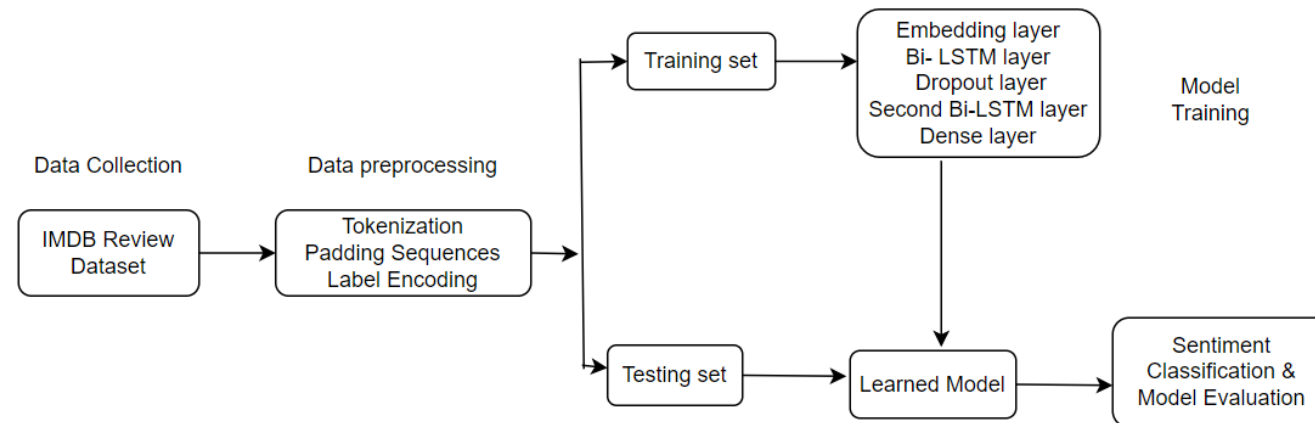 Data Collection
IMDB Review
Dataset
Data preprocessing
Tokenization
Padding Sequences
Label Encoding
Training set
Embedding layer
Bi- LSTM layer
Dropout layer
Second Bi-LSTM layer
Dense layer
Model
Training
Testing set
Learned Model
Sentiment
Classification &
Model Evaluation